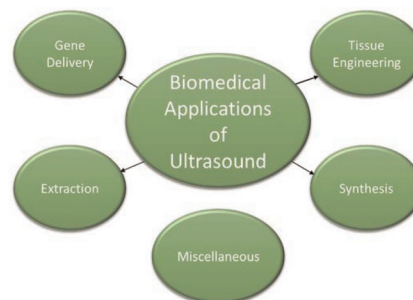 Gene
Delivery
Tissue
Engineering
Biomedical
Applications
of
Ultrasound
Extraction
Synthesis
Miscellaneous